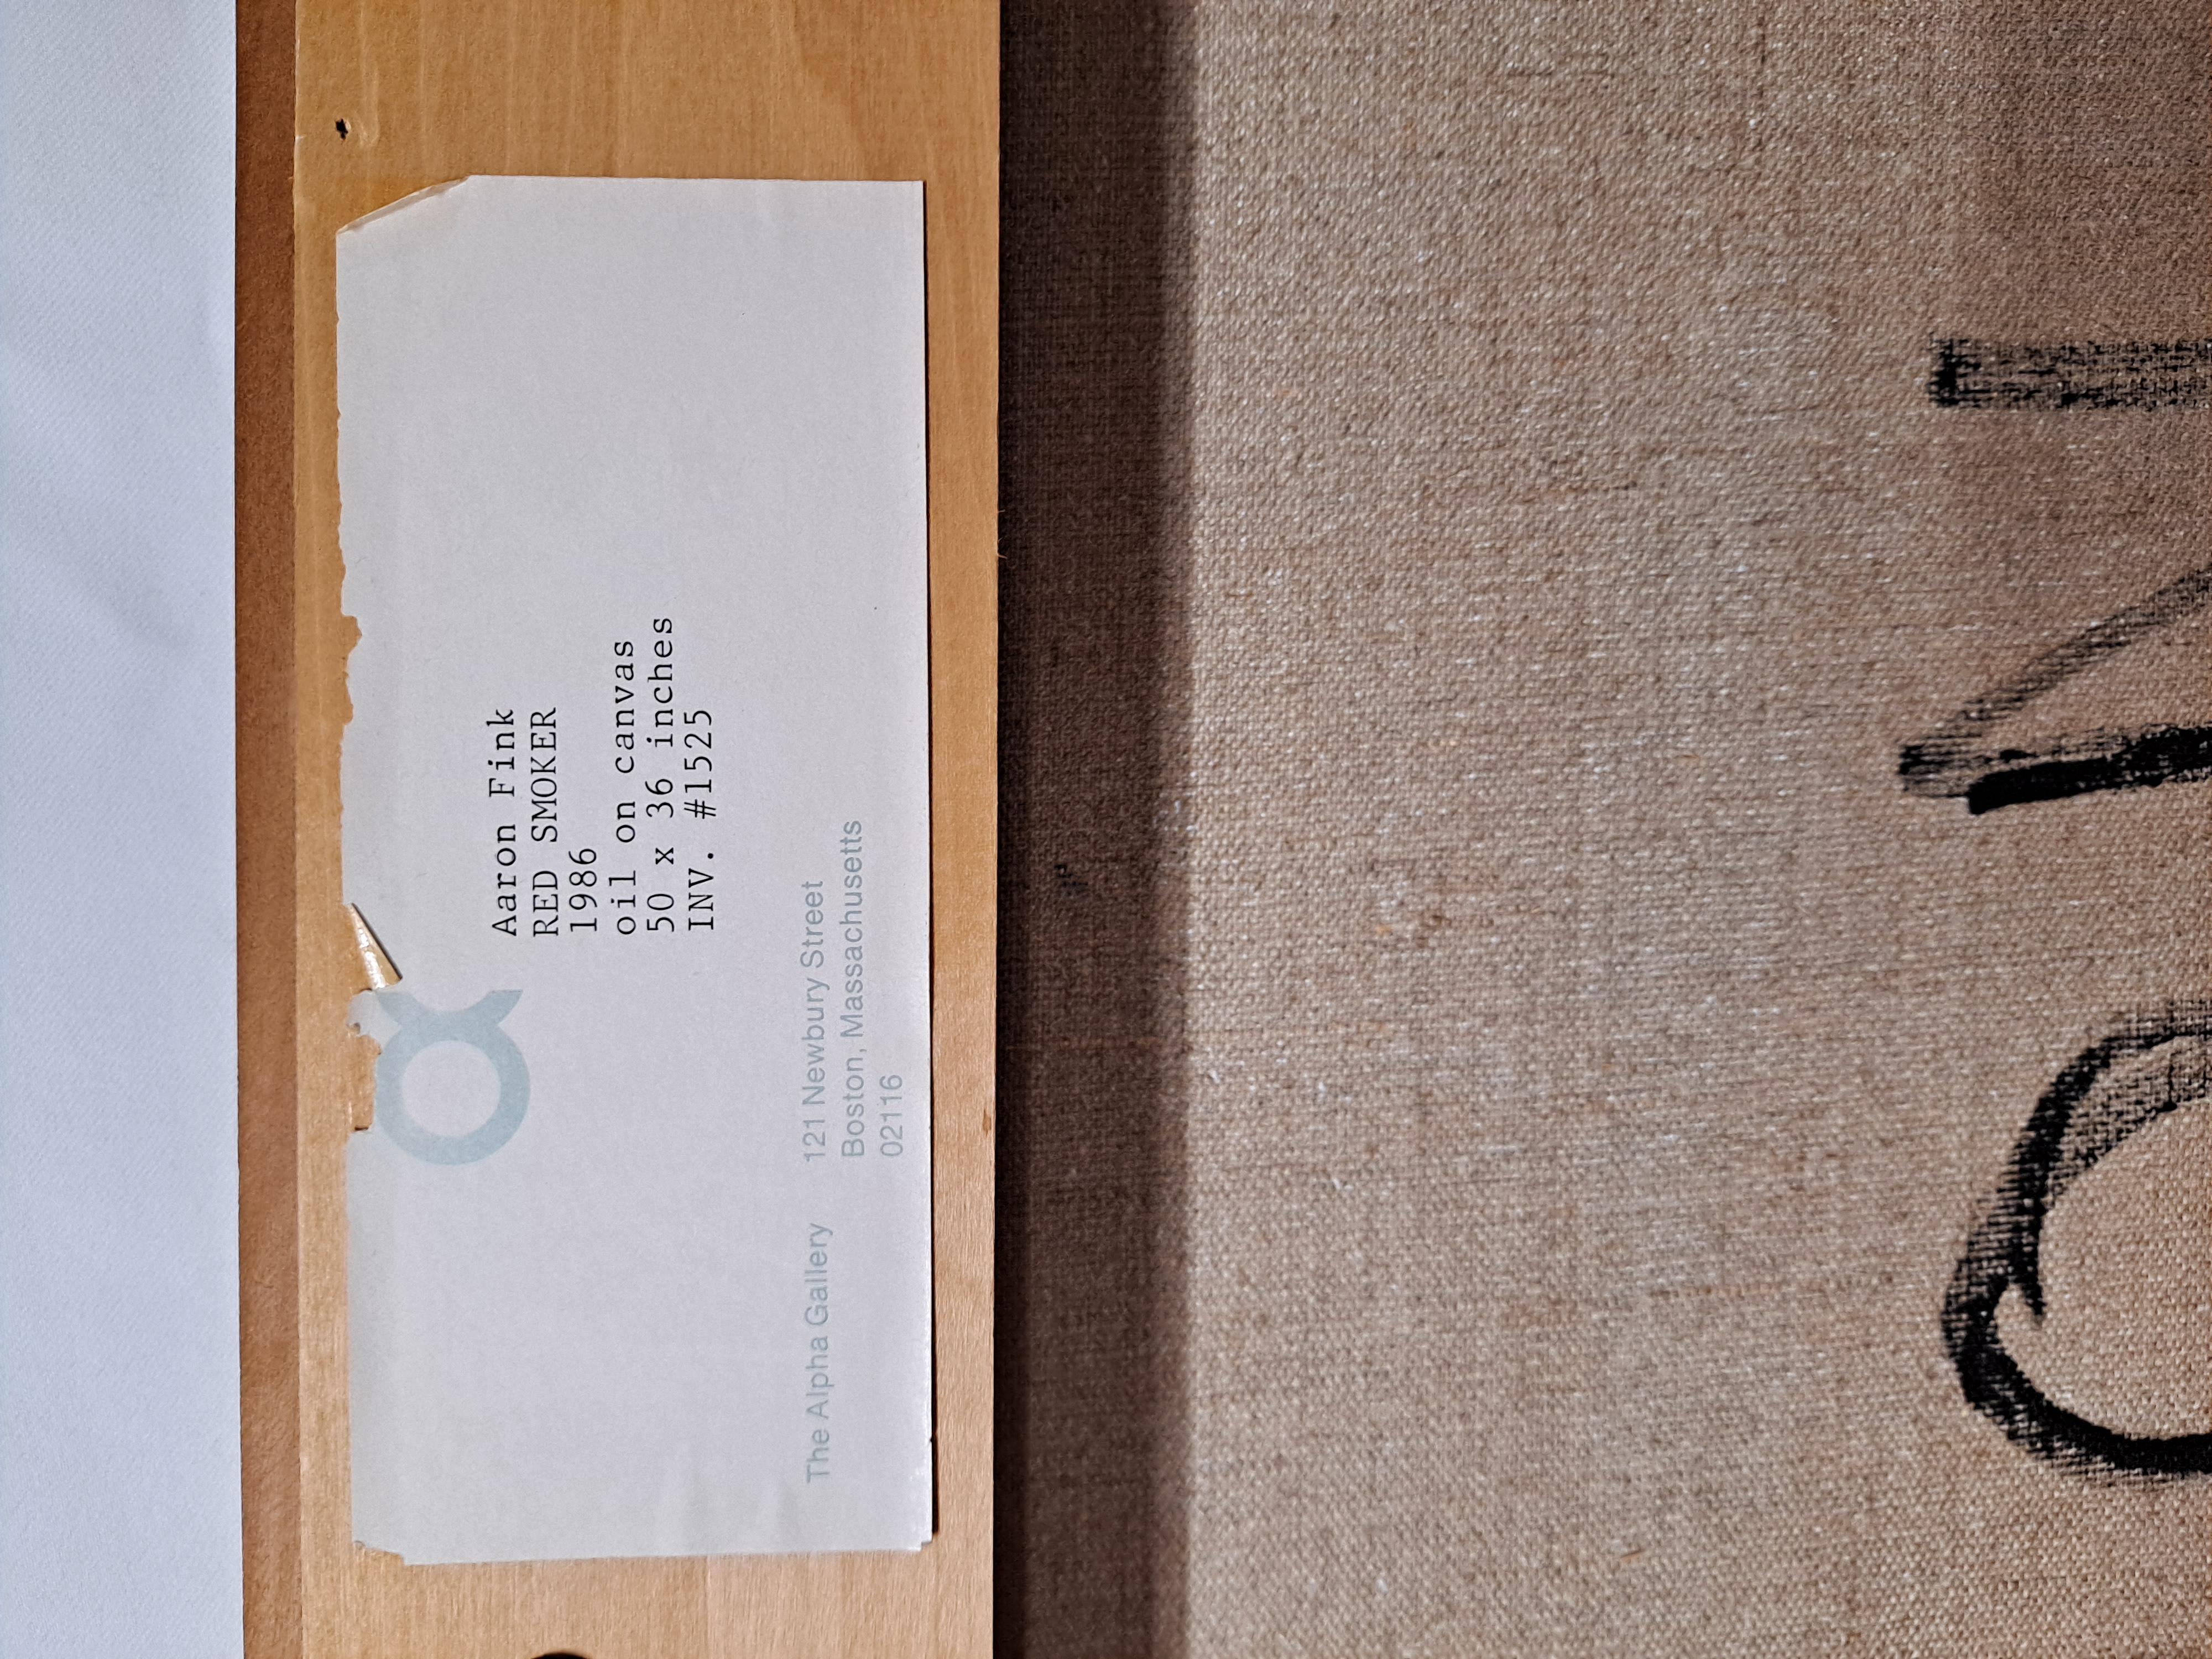 Aaron Fink
RED SMOKER
1986
oil on canvas
50 x 36 inches
INV. #1525
The Alpha Gallery
121 Newbury Street
Boston, Massachusetts
02116